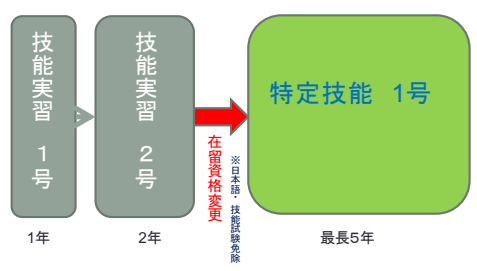 技能実習　１号
技能実習　２号
在留資格変更
※日本語・技能試験免除
特定技能　1号
1年
2年
最長5年